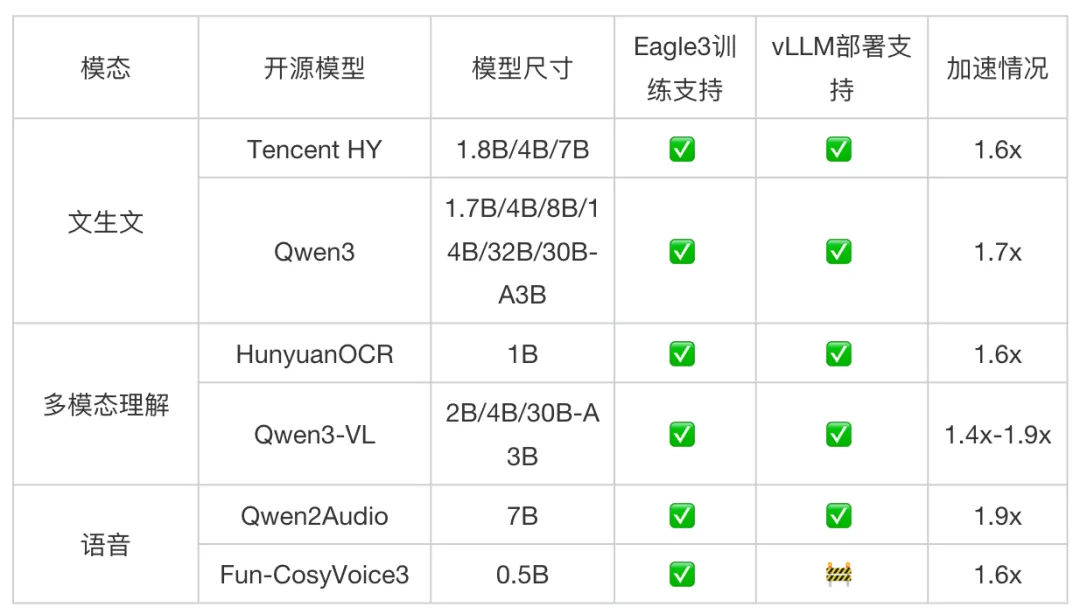 模态 开源模型 模型尺寸 Eagle3训练支持 vLLM部署支持 加速情况
文生文 Tencent HY 1.8B/4B/7B ✅ ✅ 1.6x
Qwen3 1.7B/4B/8B/14B/32B/30B-A3B ✅ ✅ 1.7x
多模态理解 HunyuanOCR 1B ✅ ✅ 1.6x
Qwen3-VL 2B/4B/30B-A3B ✅ ✅ 1.4x-1.9x
语音 Qwen2Audio 7B ✅ ✅ 1.9x
Fun-CosyVoice3 0.5B ✅ 🚧 1.6x